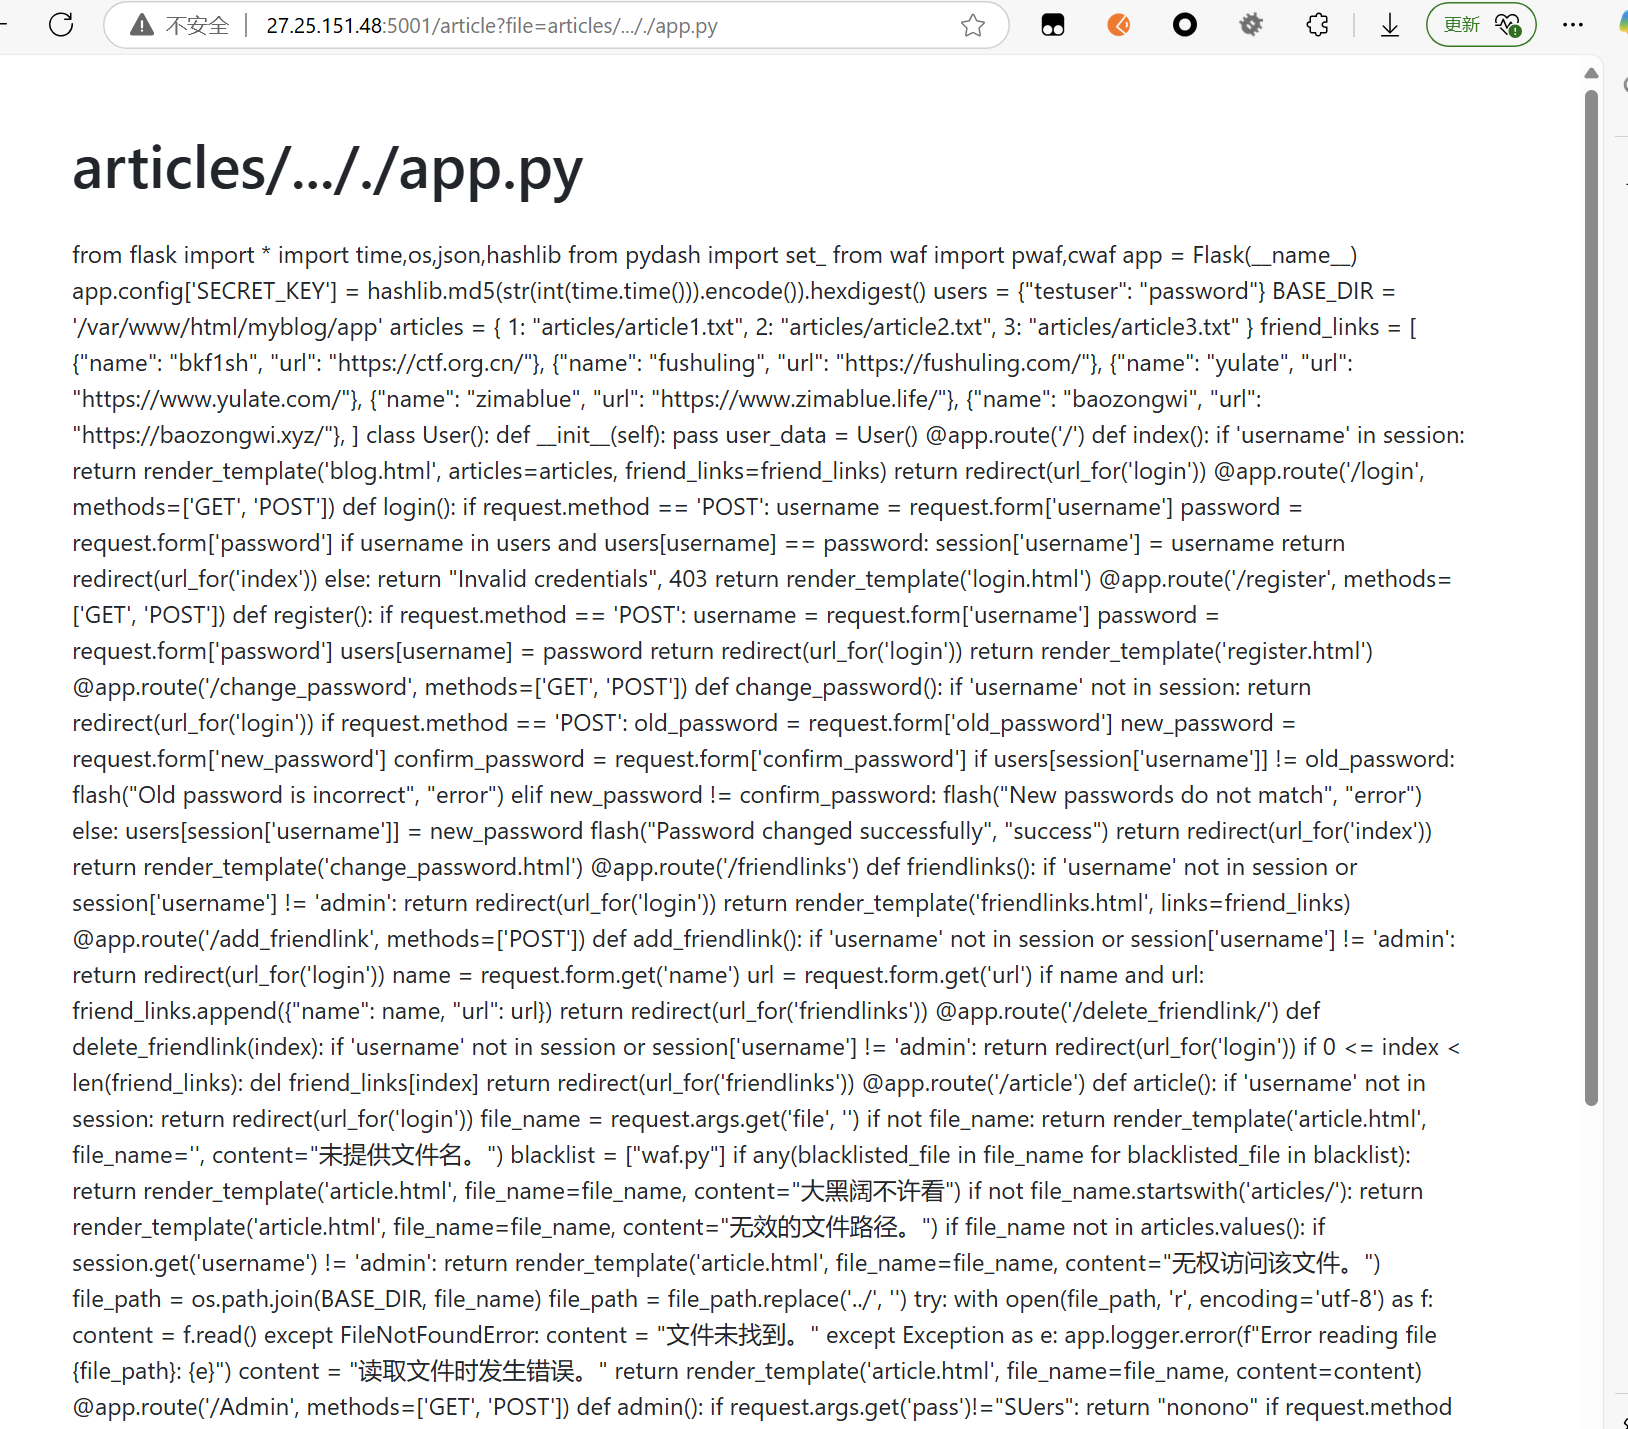 不安全
27.25.151.48:5001/article?file=articles/..././app.py
更新
articles/..././app.py
from flask import * import time,os,json,hashlib from pydash import set_ from waf import pwaf,cwaf app = Flask(__name__)
app.config['SECRET_KEY'] = hashlib.md5(str(int(time.time())).encode()).hexdigest() users = {"testuser": "password"} BASE_DIR =
'/var/www/html/myblog/app' articles = { 1: "articles/article1.txt", 2: "articles/article2.txt", 3: "articles/article3.txt" } friend_links = [
{"name": "bkf1sh", "url": "https://ctf.org.cn/"}, {"name": "fushuling", "url": "https://fushuling.com/"}, {"name": "yulate", "url":
"https://www.yulate.com/"}, {"name": "zimablue", "url": "https://www.zimablue.life/"}, {"name": "baozongwi", "url":
"https://baozongwi.xyz/"}, ] class User(): def __init__(self): pass user_data = User() @app.route('/') def index(): if 'username' in session:
return render_template('blog.html', articles=articles, friend_links=friend_links) return redirect(url_for('login')) @app.route('/login',
methods=['GET', 'POST']) def login(): if request.method == 'POST': username = request.form['username'] password =
request.form['password'] if username in users and users[username] == password: session['username'] = username return
redirect(url_for('index')) else: return "Invalid credentials", 403 return render_template('login.html') @app.route('/register', methods=
['GET', 'POST']) def register(): if request.method == 'POST': username = request.form['username'] password =
request.form['password'] users[username] = password return redirect(url_for('login')) return render_template('register.html')
@app.route('/change_password', methods=['GET', 'POST']) def change_password(): if 'username' not in session: return
redirect(url_for('login')) if request.method == 'POST': old_password = request.form['old_password'] new_password =
request.form['new_password'] confirm_password = request.form['confirm_password'] if users[session['username']] != old_password:
flash("Old password is incorrect", "error") elif new_password != confirm_password: flash("New passwords do not match", "error")
else: users[session['username']] = new_password flash("Password changed successfully", "success") return redirect(url_for('index'))
return render_template('change_password.html') @app.route('/friendlinks') def friendlinks(): if 'username' not in session or
session['username'] != 'admin': return redirect(url_for('login')) return render_template('friendlinks.html', links=friend_links)
@app.route('/add_friendlink', methods=['POST']) def add_friendlink(): if 'username' not in session or session['username'] != 'admin':
return redirect(url_for('login')) name = request.form.get('name') url = request.form.get('url') if name and url:
friend_links.append({"name": name, "url": url}) return redirect(url_for('friendlinks')) @app.route('/delete_friendlink/') def
delete_friendlink(index): if 'username' not in session or session['username'] != 'admin': return redirect(url_for('login')) if 0 <= index <
len(friend_links): del friend_links[index] return redirect(url_for('friendlinks')) @app.route('/article') def article(): if 'username' not in
session: return redirect(url_for('login')) file_name = request.args.get('file', '') if not file_name: return render_template('article.html',
file_name='', content="未提供文件名。") blacklist = ["waf.py"] if any(blacklisted_file in file_name for blacklisted_file in blacklist):
return render_template('article.html', file_name=file_name, content="大黑阔不许看") if not file_name.startswith('articles/'): return
render_template('article.html', file_name=file_name, content="无效的文件路径。") if file_name not in articles.values(): if
session.get('username') != 'admin': return render_template('article.html', file_name=file_name, content="无权访问该文件。")
file_path = os.path.join(BASE_DIR, file_name) file_path = file_path.replace('../', '') try: with open(file_path, 'r', encoding='utf-8') as f:
content = f.read() except FileNotFoundError: content = "文件未找到。" except Exception as e: app.logger.error(f"Error reading file
{file_path}: {e}") content = "读取文件时发生错误。" return render_template('article.html', file_name=file_name, content=content)
@app.route('/Admin', methods=['GET', 'POST']) def admin(): if request.args.get('pass')!="SUers": return "nonono" if request.method